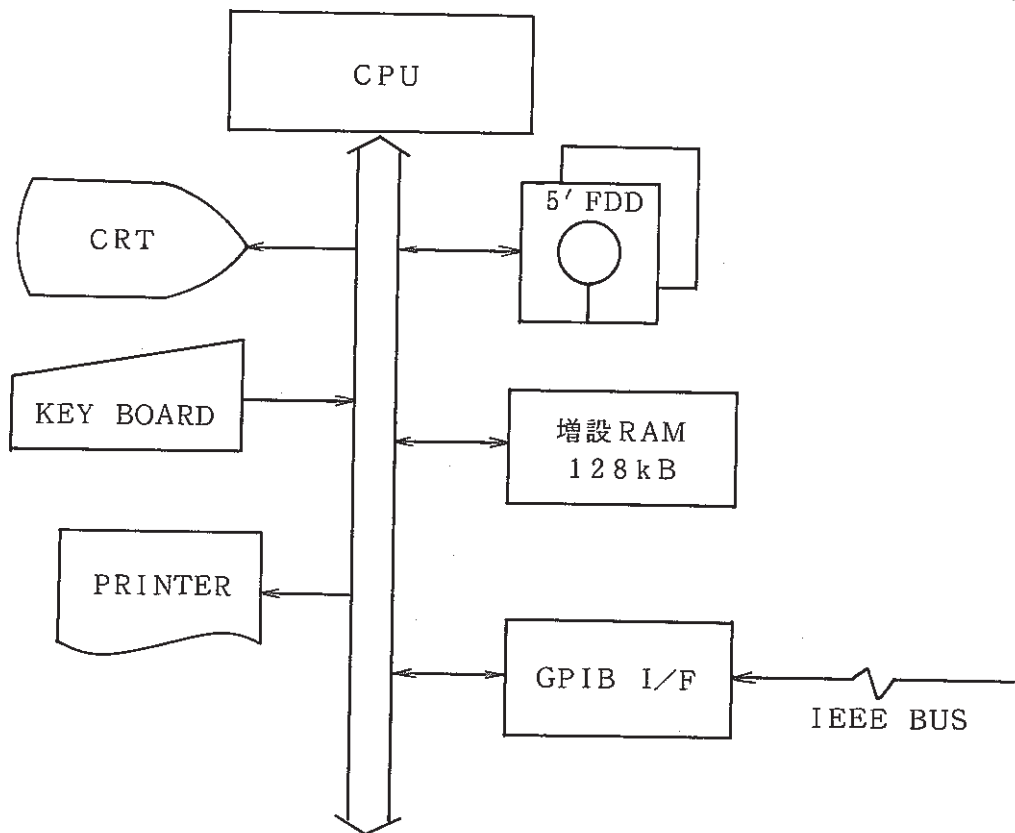 CPU
CRT
5' FDD
KEY BOARD
増設RAM
128kB
PRINTER
GPIB I/F
IEEE BUS